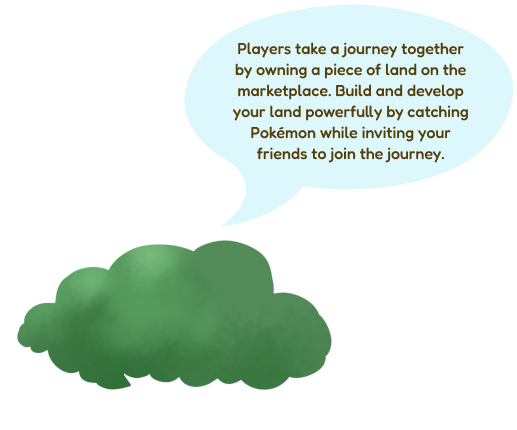 Players take a journey together
by owning a piece of land on the
marketplace. Build and develop
your land powerfully by catching
Pokémon while inviting your
friends to join the journey.